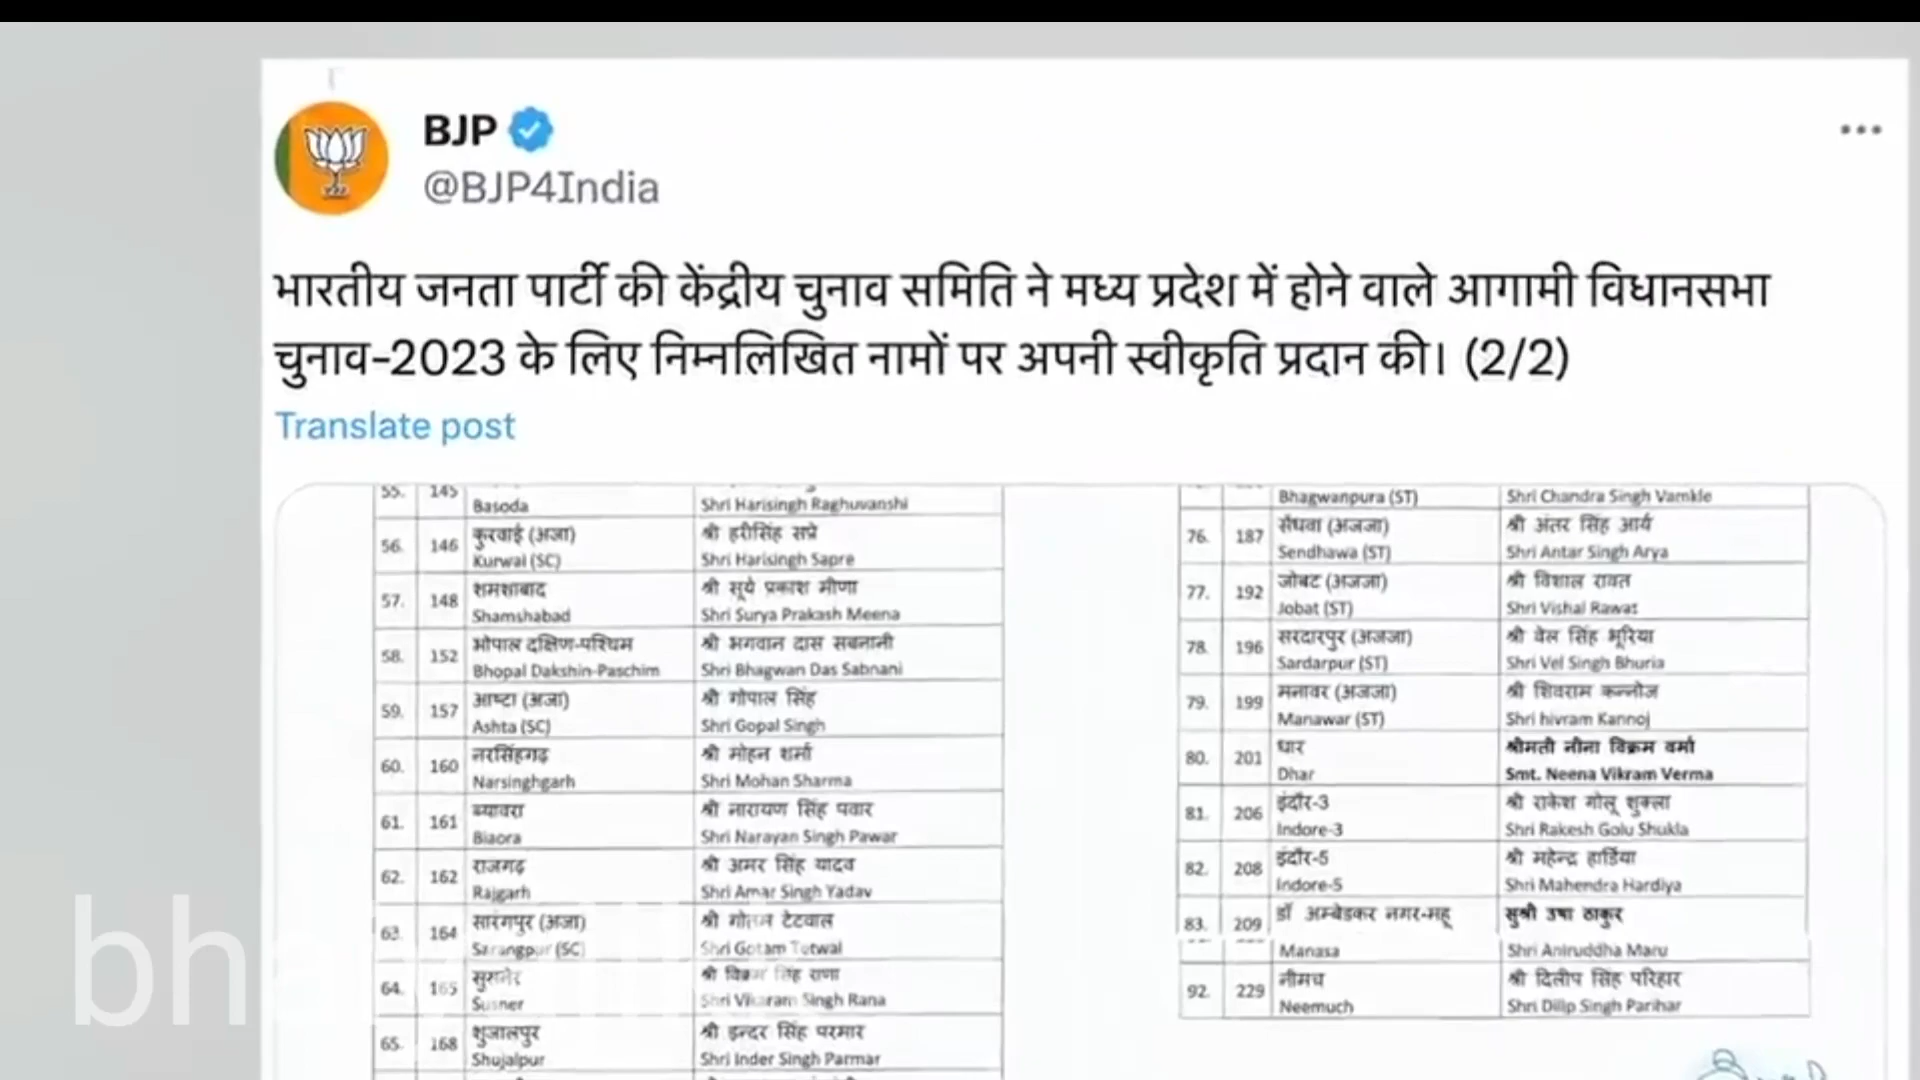 BJP
@BJP4India
भारतीय जनता पार्टी की केंद्रीय चुनाव समिति ने मध्य प्रदेश में होने वाले आगामी विधानसभा
चुनाव-2023 के लिए निम्नलिखित नामों पर अपनी स्वीकृति प्रदान की। (2/2)
Translate post
55. 145 Basoda Shri Harisingh Raghuvanshi
56. 146 कुरवाई (अजा) श्री हरीसिंह सप्रे
Kurwai (SC) Shri Harisingh Sapre
57. 148 शमशाबाद श्री सूर्य प्रकाश मीणा
Shamshabad Shri Surya Prakash Meena
58. 152 भोपाल दक्षिण-पश्चिम श्री भगवान दास सबनानी
Bhopal Dakshin-Paschim Shri Bhagwan Das Sabnani
59. 157 आष्टा (अजा) श्री गोपाल सिंह
Ashta (SC) Shri Gopal Singh
60. 160 नरसिंहगढ़ श्री मोहन शर्मा
Narsinghgarh Shri Mohan Sharma
61. 161 ब्यावरा श्री नारायण सिंह पवार
Biaora Shri Narayan Singh Pawar
62. 162 राजगढ़ श्री अमर सिंह यादव
Rajgarh Shri Amar Singh Yadav
63. 164 सारंगपुर (अजा) श्री गोतम टेटवाल
Sarangpur (SC) Shri Gotam Tetwal
64. 165 सुसनेर श्री विक्रम सिंह राणा
Susner Shri Vikaram Singh Rana
65. 168 शुजालपुर श्री इन्दर सिंह परमार
Shujalpur Shri Inder Singh Parmar
Bhagwanpura (ST) Shri Chandra Singh Vamkle
76. 187 सेंधवा (अजजा) श्री अंतर सिंह आर्य
Sendhawa (ST) Shri Antar Singh Arya
77. 192 जोबट (अजजा) श्री विशाल रावत
Jobat (ST) Shri Vishal Rawat
78. 196 सरदारपुर (अजजा) श्री वेल सिंह भूरिया
Sardarpur (ST) Shri Vel Singh Bhuria
79. 199 मनावर (अजजा) श्री शिवराम कन्नोज
Manawar (ST) Shri hivram Kannoj
80. 201 धार श्रीमती नीना विक्रम वर्मा
Dhar Smt. Neena Vikram Verma
81. 206 इंदौर-3 श्री राकेश गोलू शुक्ला
Indore-3 Shri Rakesh Golu Shukla
82. 208 इंदौर-5 श्री महेन्द्र हार्डिया
Indore-5 Shri Mahendra Hardiya
83. 209 डॉ अम्बेडकर नगर-महू सुश्री उषा ठाकुर
Manasa Shri Aniruddha Maru
92. 229 नीमच श्री दिलीप सिंह परिहार
Neemuch Shri Dilip Singh Parihar